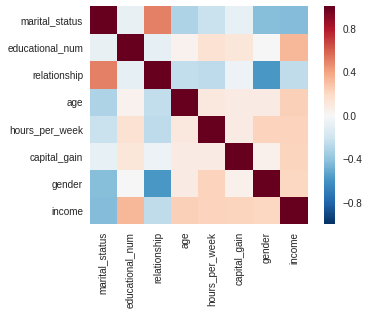 marital_status
educational_num
relationship
age
hours_per_week
capital_gain
gender
income
0.8
0.4
0.0
−0.4
−0.8
marital_status
educational_num
relationship
age
hours_per_week
capital_gain
gender
income